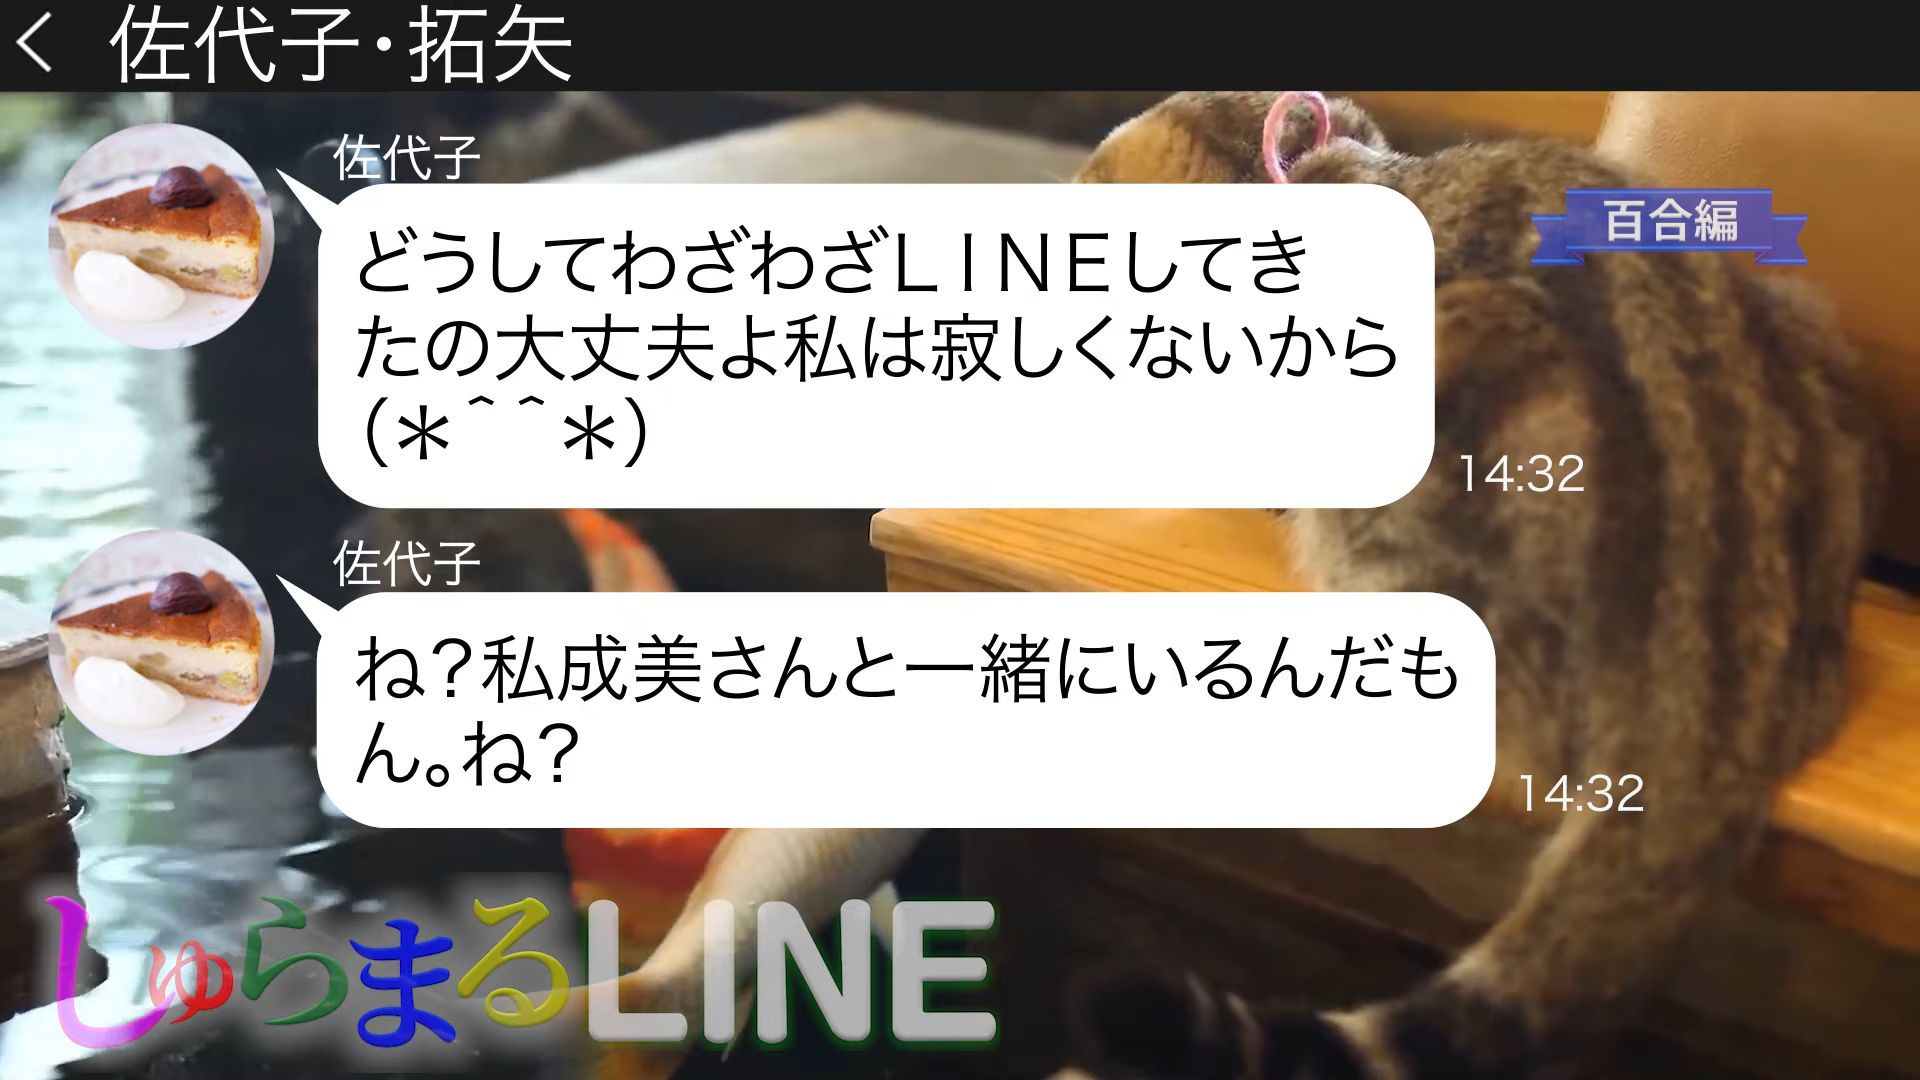 佐代子・拓矢
佐代子
百合編
どうしてわざわざＬＩＮＥしてき
たの大丈夫よ私は寂しくないから
（＊＾＾＊）
14:32
佐代子
ね？私成美さんと一緒にいるんだも
ん。ね？
14:32
しゅらまるLINE